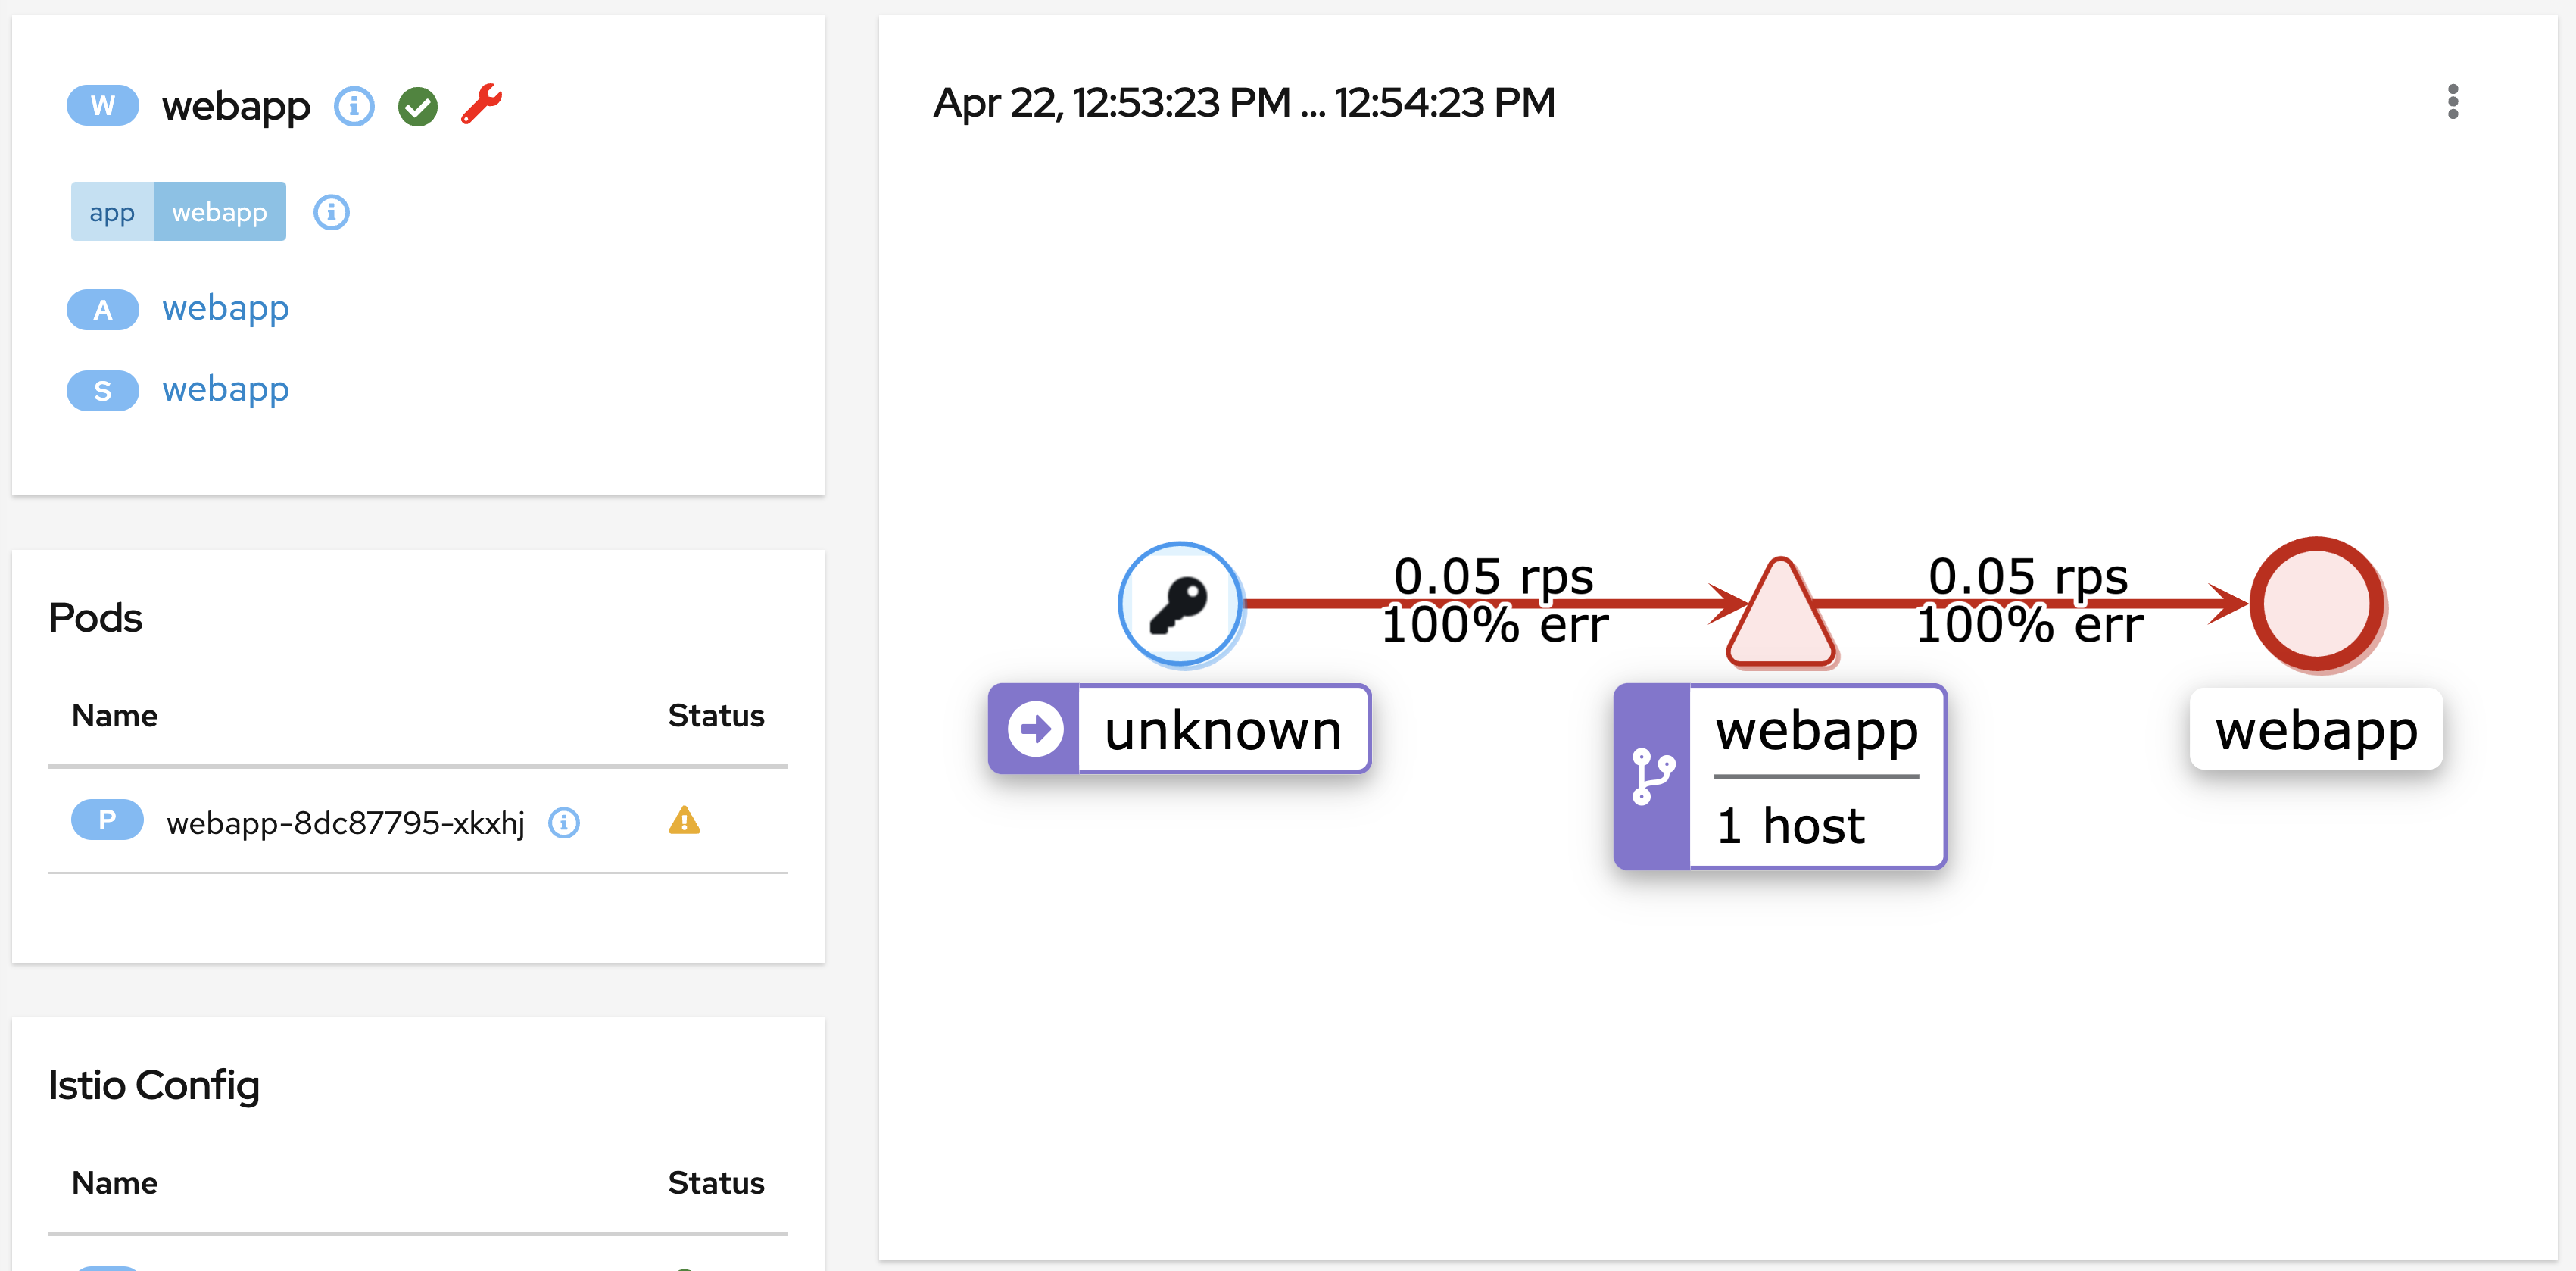 W webapp
app webapp
A webapp
S webapp
Pods
Name Status
P webapp-8dc87795-xkxhj
Istio Config
Name Status
Apr 22, 12:53:23 PM ... 12:54:23 PM
0.05 rps
100% err
0.05 rps
100% err
unknown
webapp
1 host
webapp